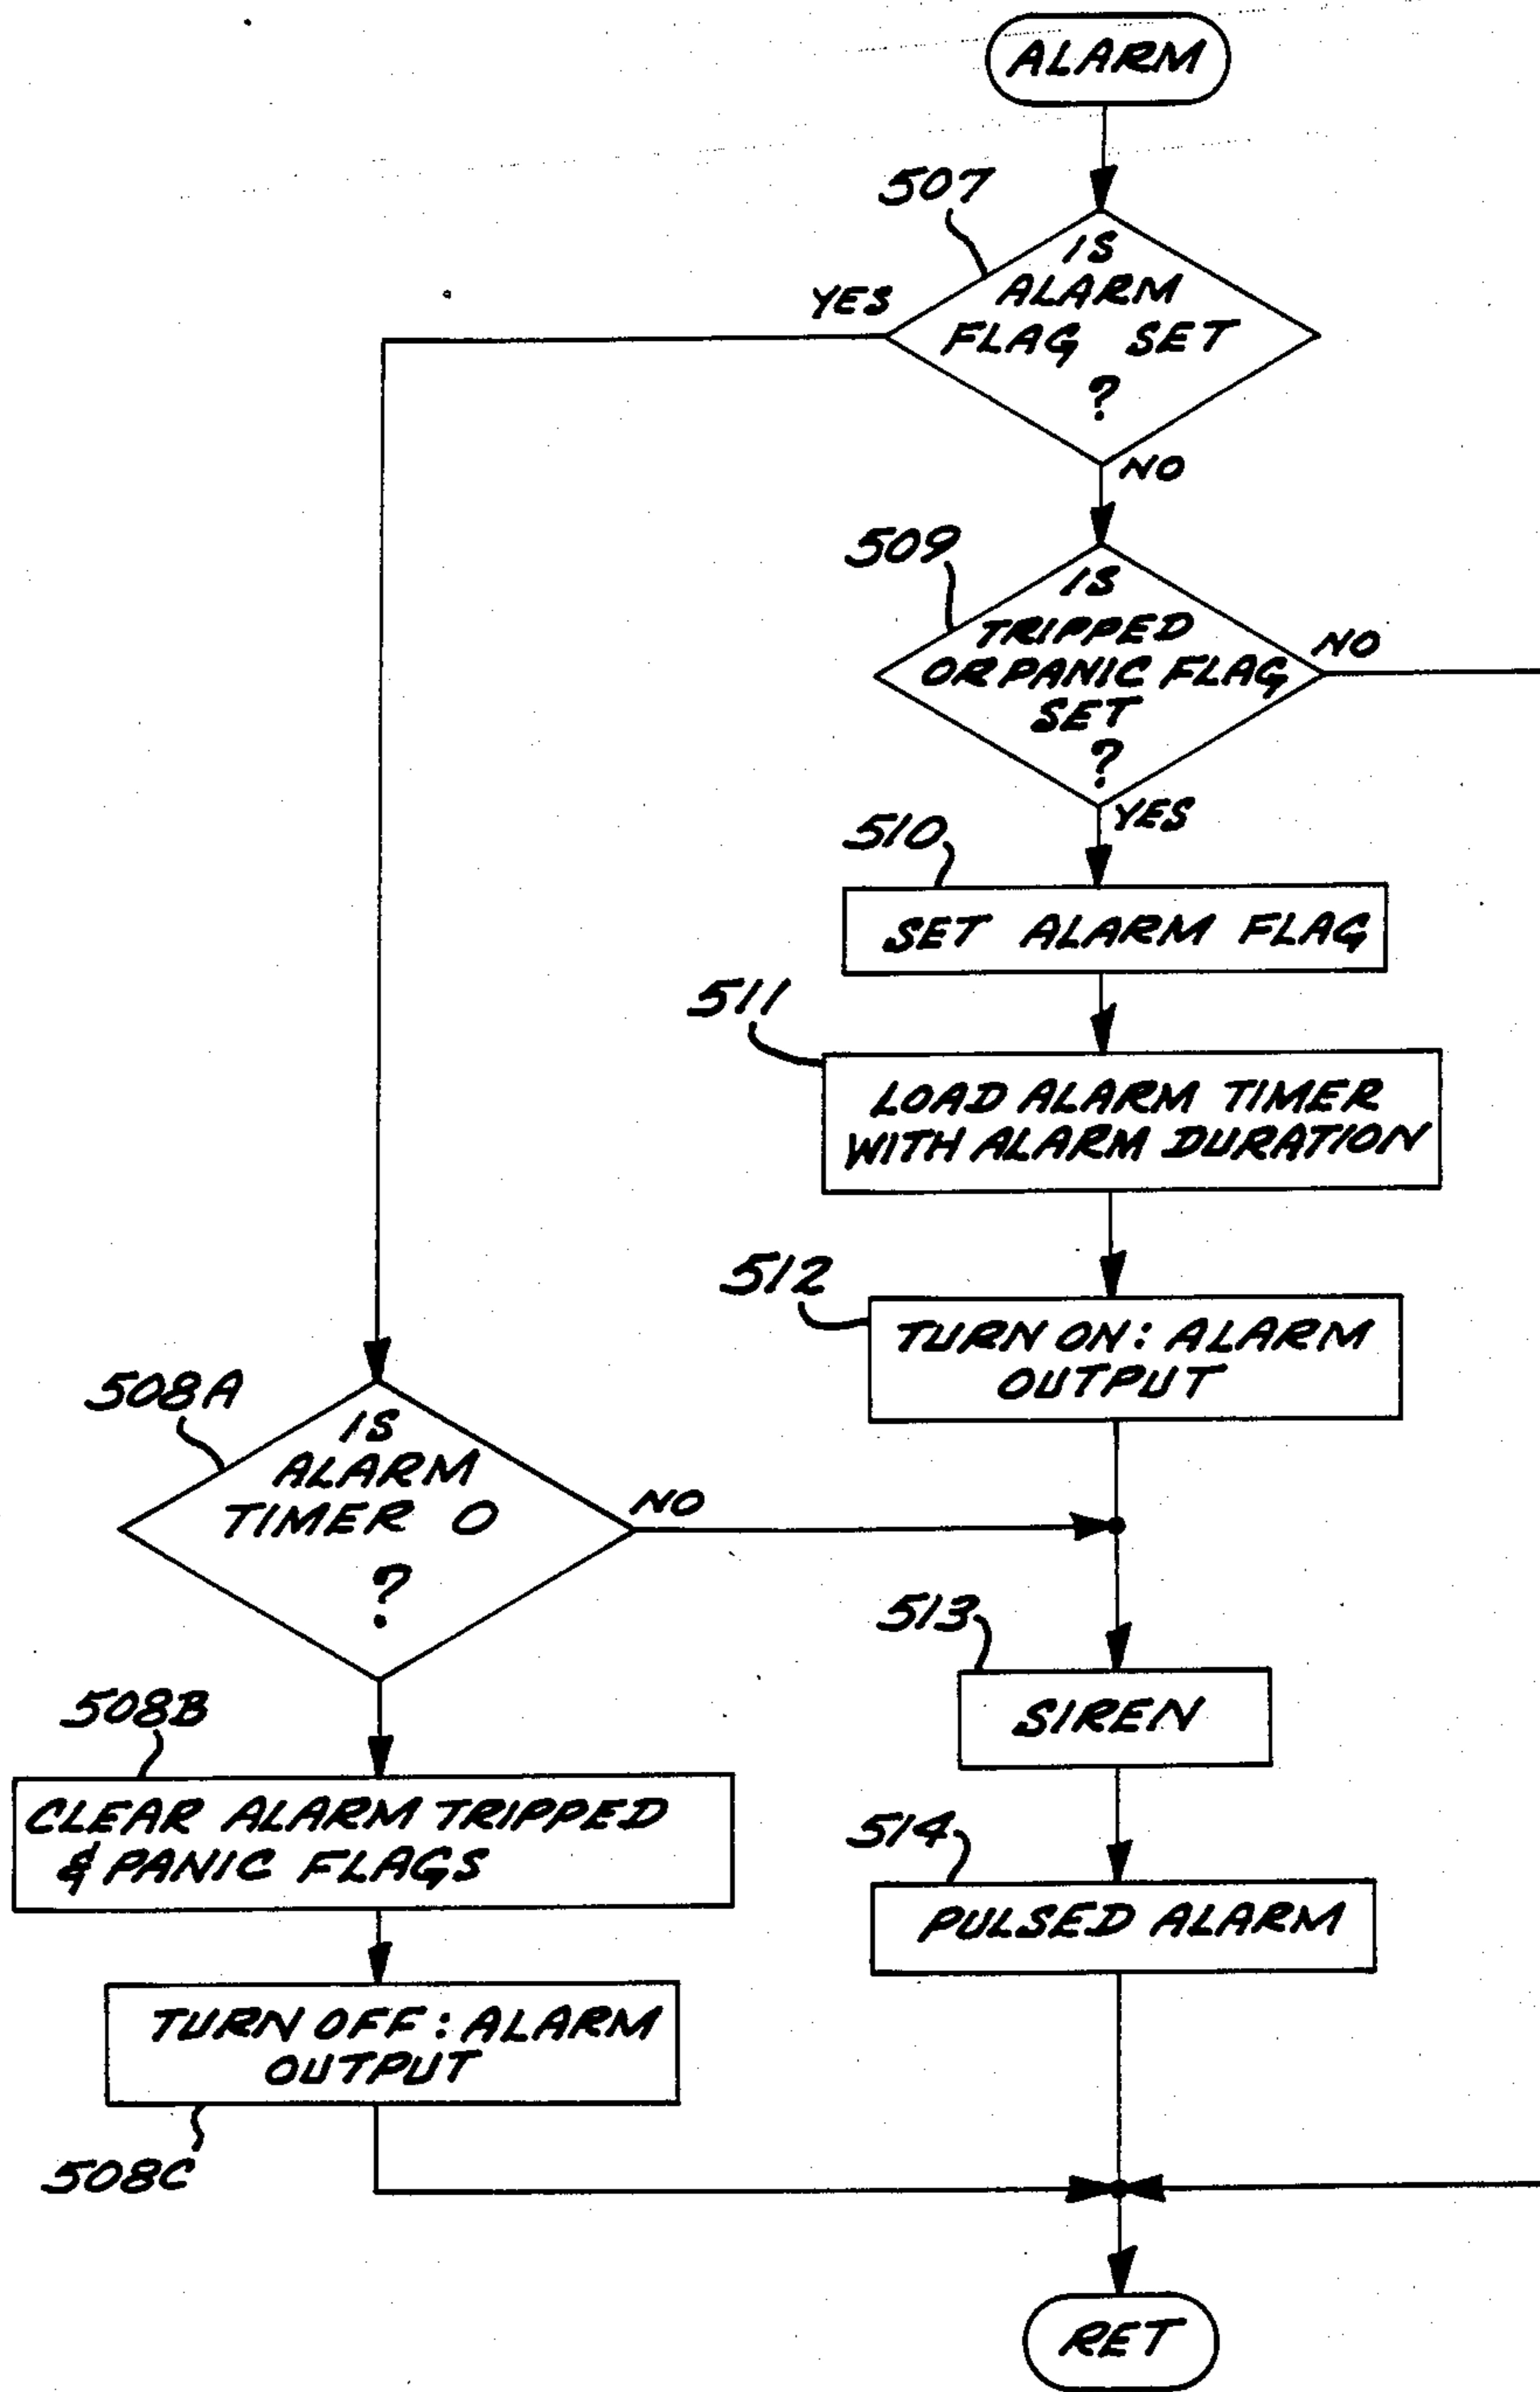 ALARM
507
IS
ALARM
FLAG SET
?
YES
NO
509
IS
TRIPPED
OR PANIC FLAG
SET
?
NO
YES
510
SET ALARM FLAG
511
LOAD ALARM TIMER
WITH ALARM DURATION
512
TURN ON: ALARM
OUTPUT
508A
IS
ALARM
TIMER 0
?
NO
513
SIREN
508B
CLEAR ALARM TRIPPED
& PANIC FLAGS
514
PULSED ALARM
TURN OFF: ALARM
OUTPUT
508C
RET